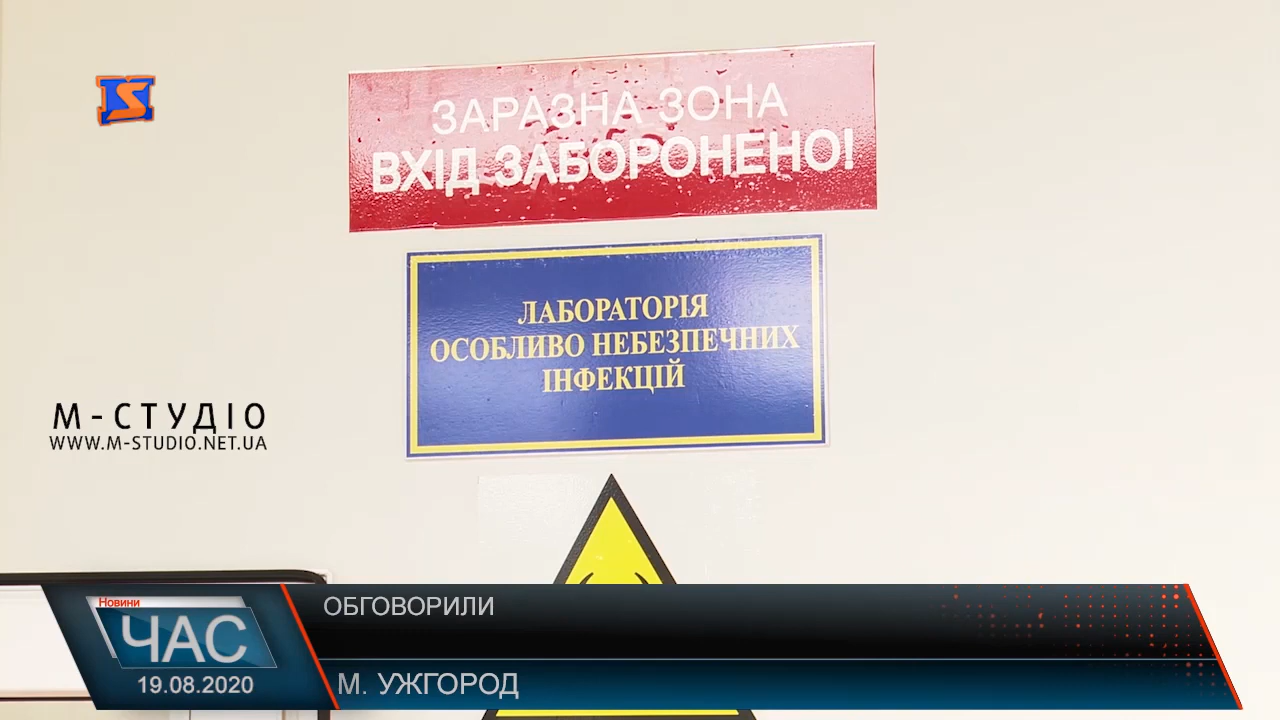 ЗАРАЗНА ЗОНА
ВХІД ЗАБОРОНЕНО!
ЛАБОРАТОРІЯ
ОСОБЛИВО НЕБЕЗПЕЧНИХ
ІНФЕКЦІЙ
М-СТУДІО
WWW.M-STUDIO.NET.UA
Новини
ЧАС
19.08.2020
ОБГОВОРИЛИ
М. УЖГОРОД